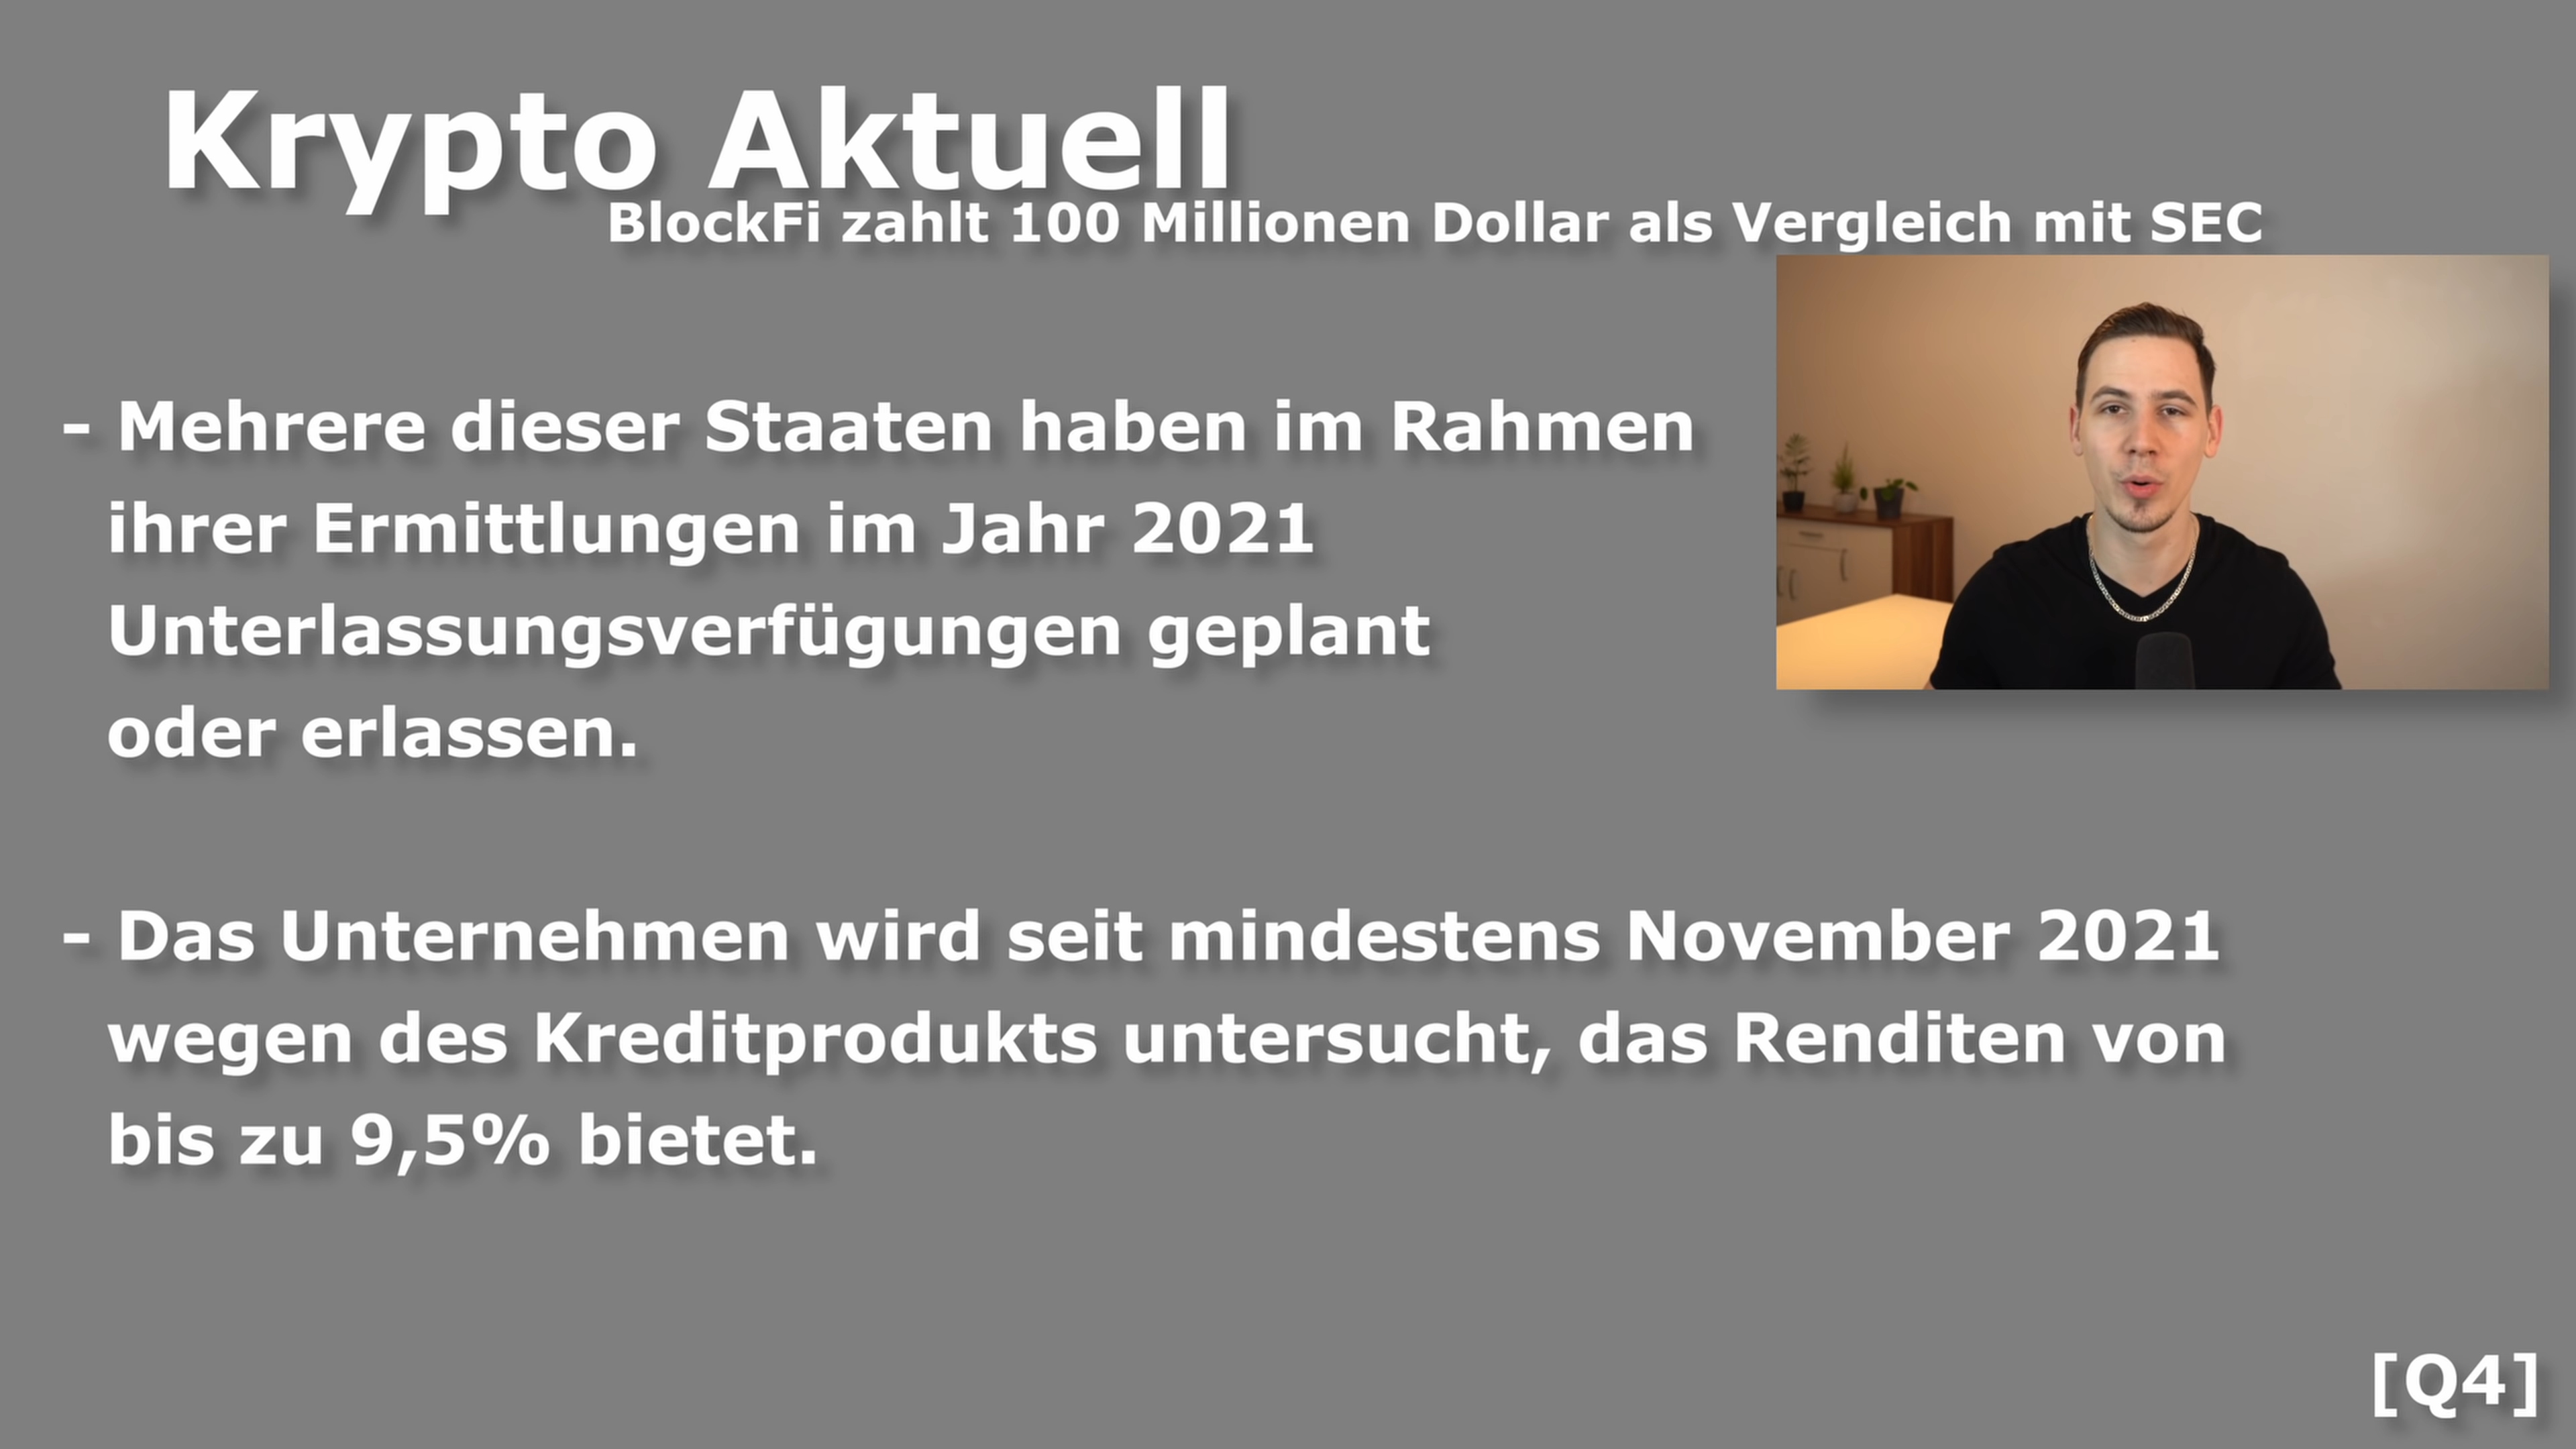 Krypto Aktuell
BlockFi zahlt 100 Millionen Dollar als Vergleich mit SEC
- Mehrere dieser Staaten haben im Rahmen
ihrer Ermittlungen im Jahr 2021
Unterlassungsverfügungen geplant
oder erlassen.
- Das Unternehmen wird seit mindestens November 2021
wegen des Kreditprodukts untersucht, das Renditen von
bis zu 9,5% bietet.
[Q4]